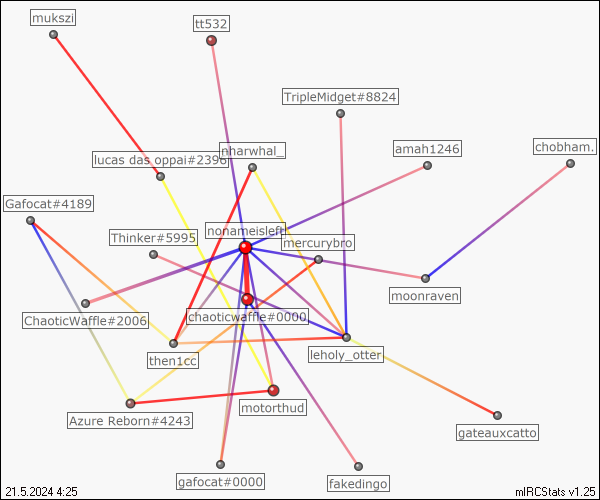 mukszi
tt532
TripleMidget#8824
nharwhal_
amah1246
chobham.
lucas das oppai#2396
Gafocat#4189
Thinker#5995
nonameisleft
mercurybro
moonraven
ChaoticWaffle#2006
chaoticwaffle#0000
then1cc
leholy_otter
motorthud
Azure Reborn#4243
gateauxcatto
gafocat#0000
fakedingo
21.5.2024 4:25
mIRCStats v1.25